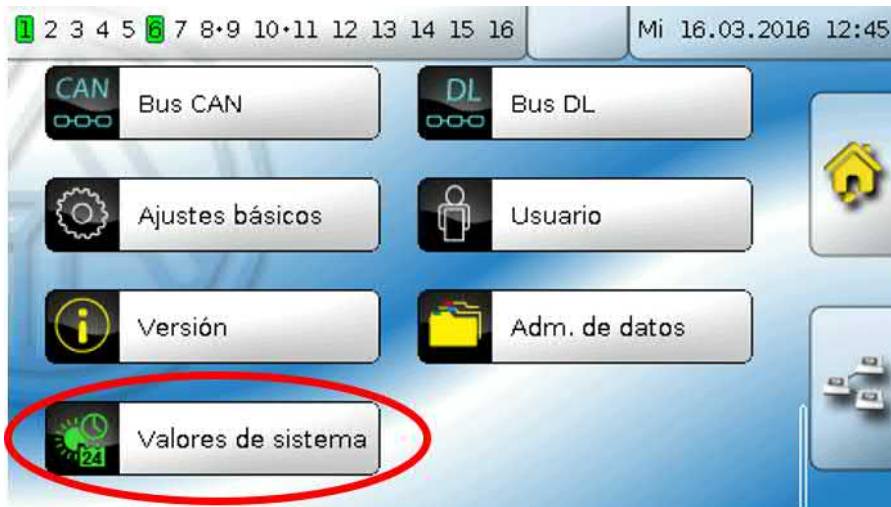 1 2 3 4 5 6 7 8•9 10•11 12 13 14 15 16 Mi 16.03.2016 12:45
CAN Bus CAN DL Bus DL
Ajustes básicos Usuario
i Versión Adm. de datos
24 Valores de sistema